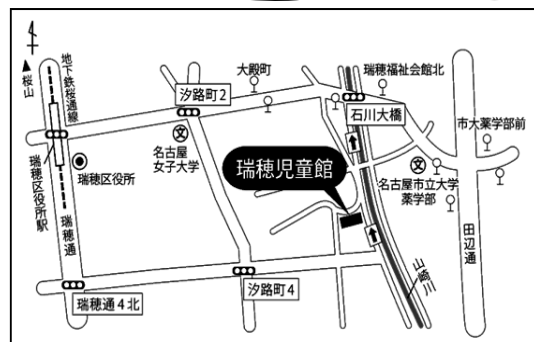 ▲桜山
地下鉄桜通線
瑞穂区役所駅
瑞穂区役所
瑞穂通
瑞穂通4北
汐路町2
名古屋
女子大学
大殿町
瑞穂児童館
汐路町4
瑞穂福祉会館北
石川大橋
名古屋市立大学
薬学部
市大薬学部前
田辺通
山崎川